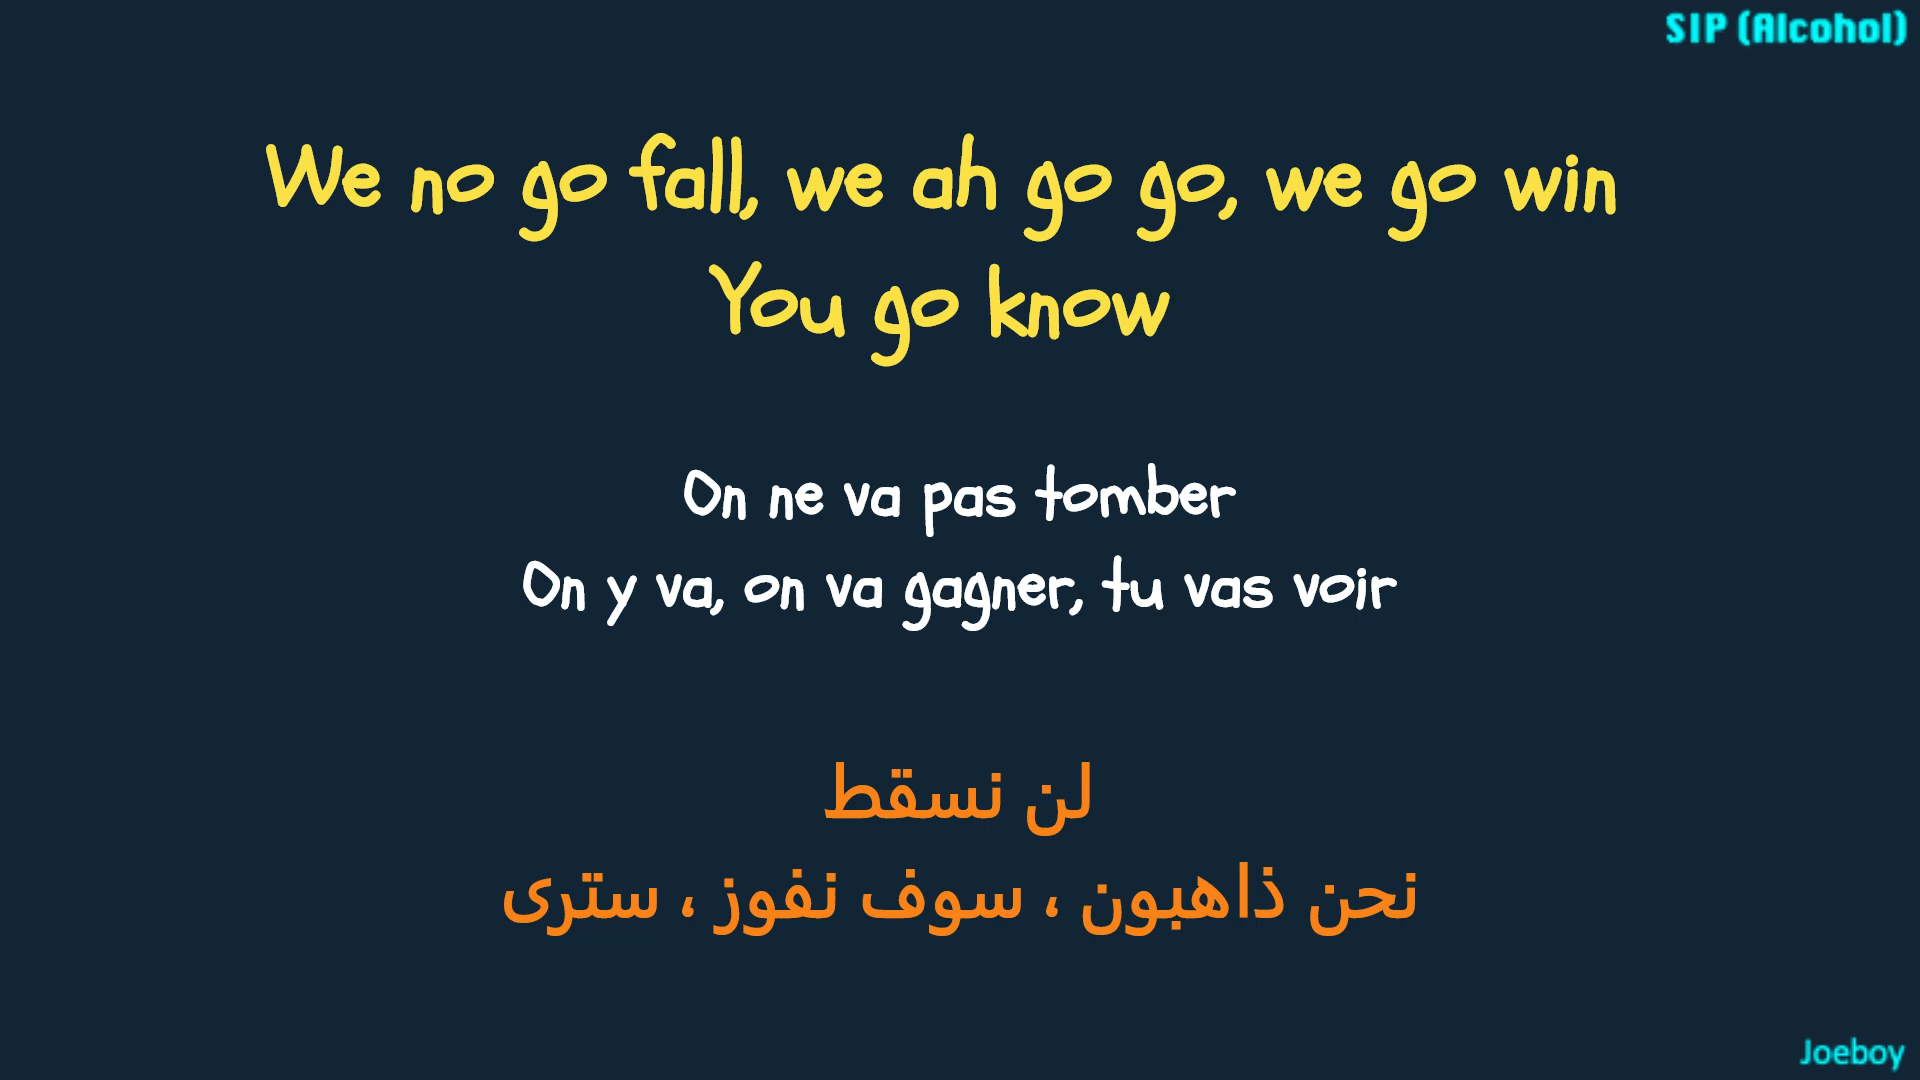 SIP (Alcohol)
We no go fall, we ah go go, we go win
You go know
On ne va pas tomber
On y va, on va gagner, tu vas voir
لن نسقط
نحن ذاهبون ، سوف نفوز ، سترى
Joeboy